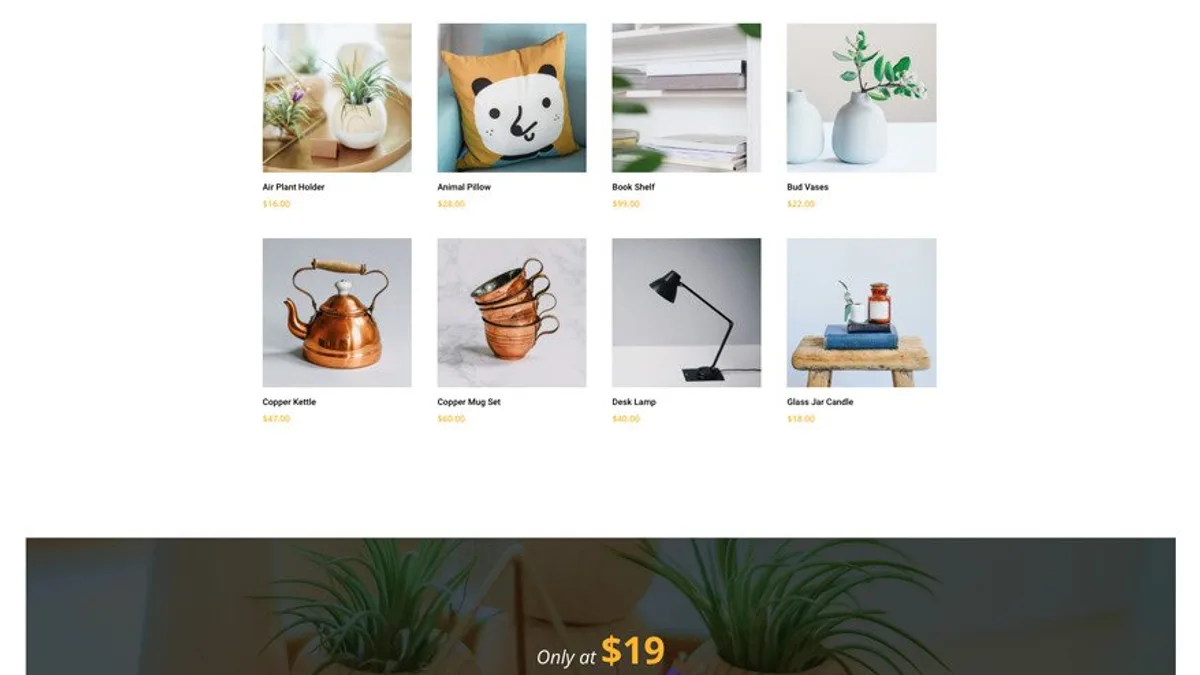 Air Plant Holder
$16.00
Animal Pillow
$28.00
Book Shelf
$99.00
Bud Vases
$22.00
Copper Kettle
$47.00
Copper Mug Set
$60.00
Desk Lamp
$40.00
Glass Jar Candle
$18.00
Only at $19